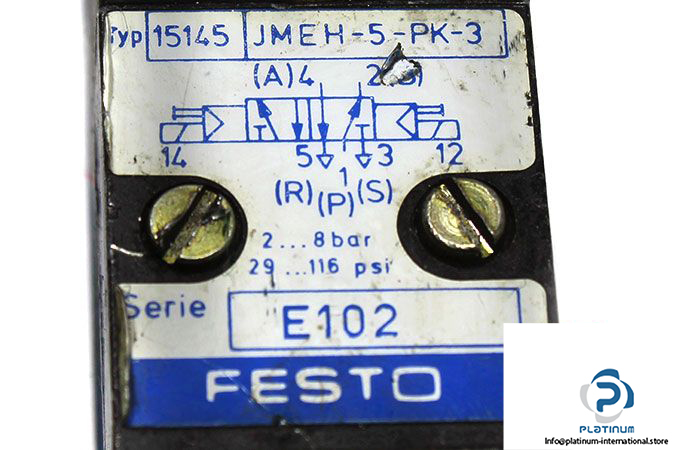 Typ 15145 JMEH-5-PK-3
(A) 4 2
14 5 1 3 12
(R) (P) (S)
2...8 bar
29 ...116 psi
Serie E102
FESTO
PLATINUM
Info@platinum-international.store